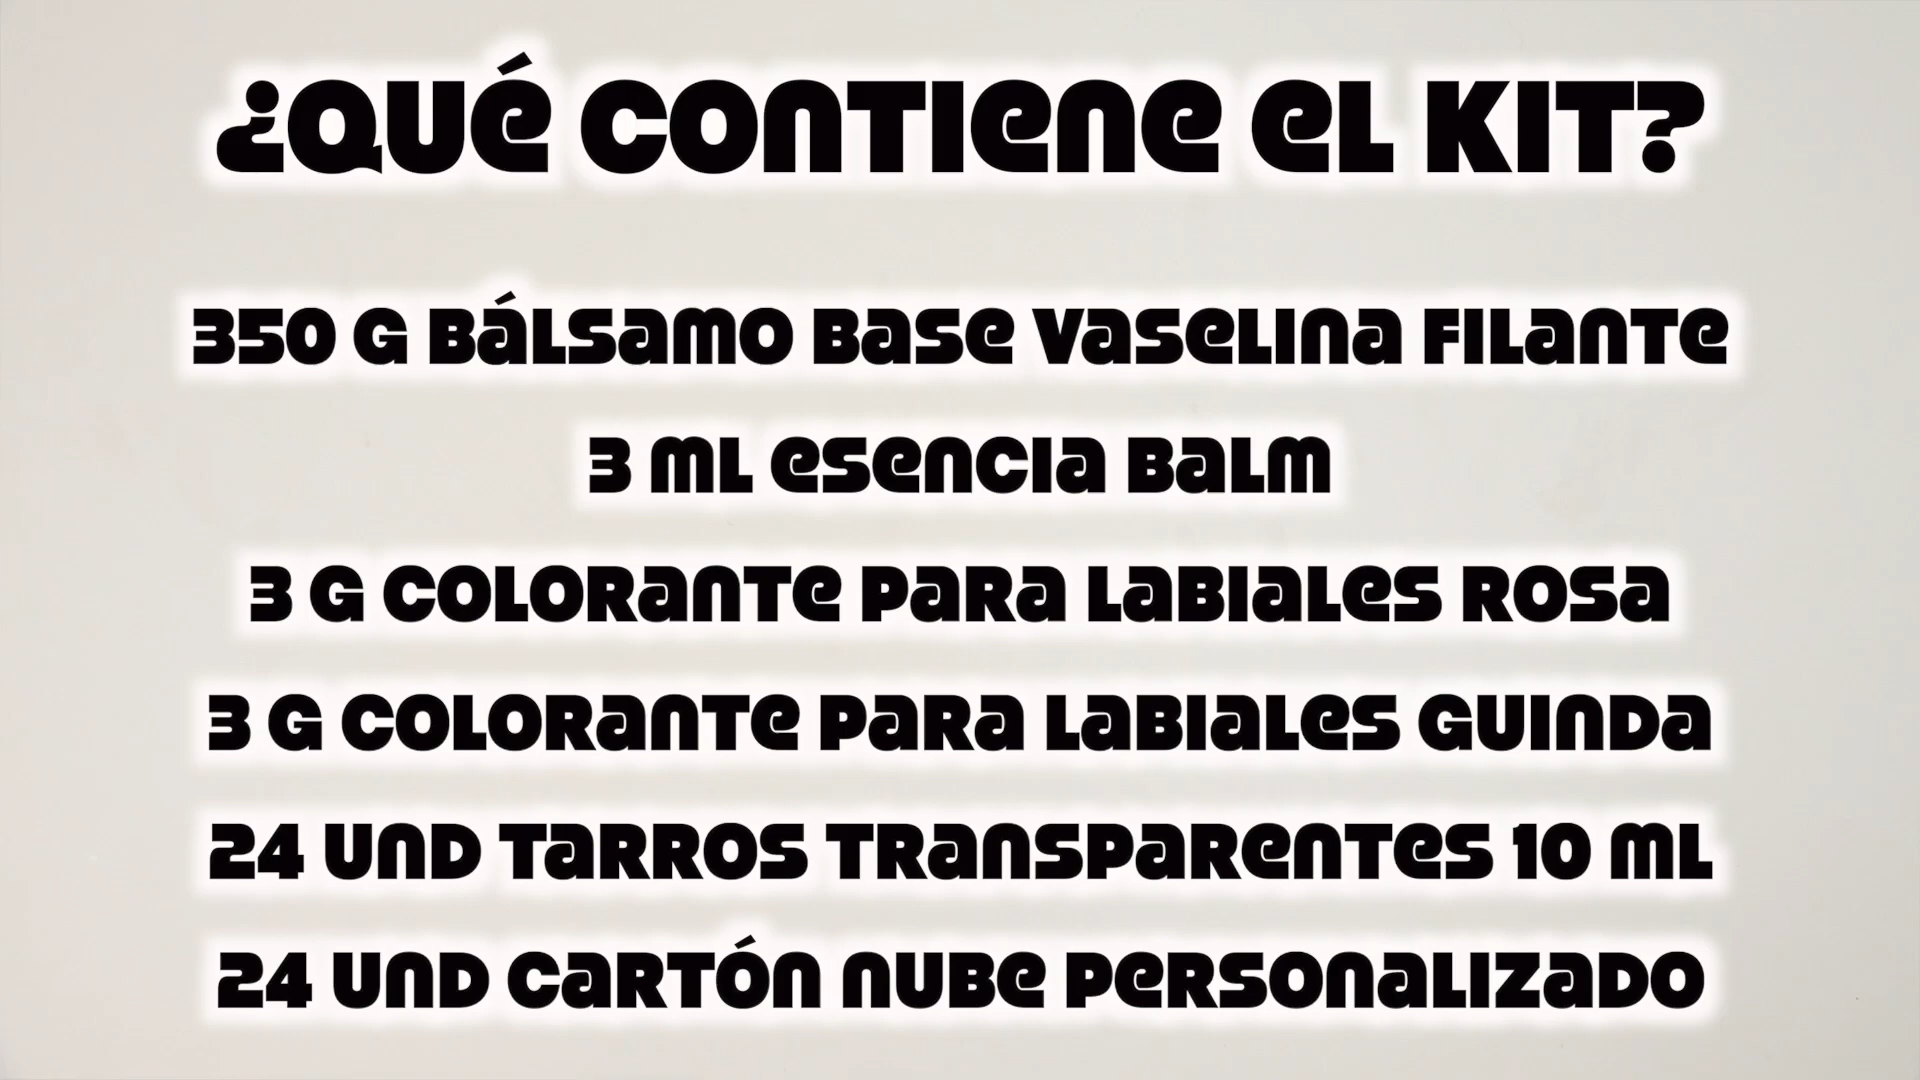 ¿QUÉ CONTIENE EL KIT?
350 G BÁLSAMO BASE VASELINA FILANTE
3 ML ESENCIA BALM
3 G COLORANTE PARA LABIALES ROSA
3 G COLORANTE PARA LABIALES GUINDA
24 UND TARROS TRANSPARENTES 10 ML
24 UND CARTÓN NUBE PERSONALIZADO